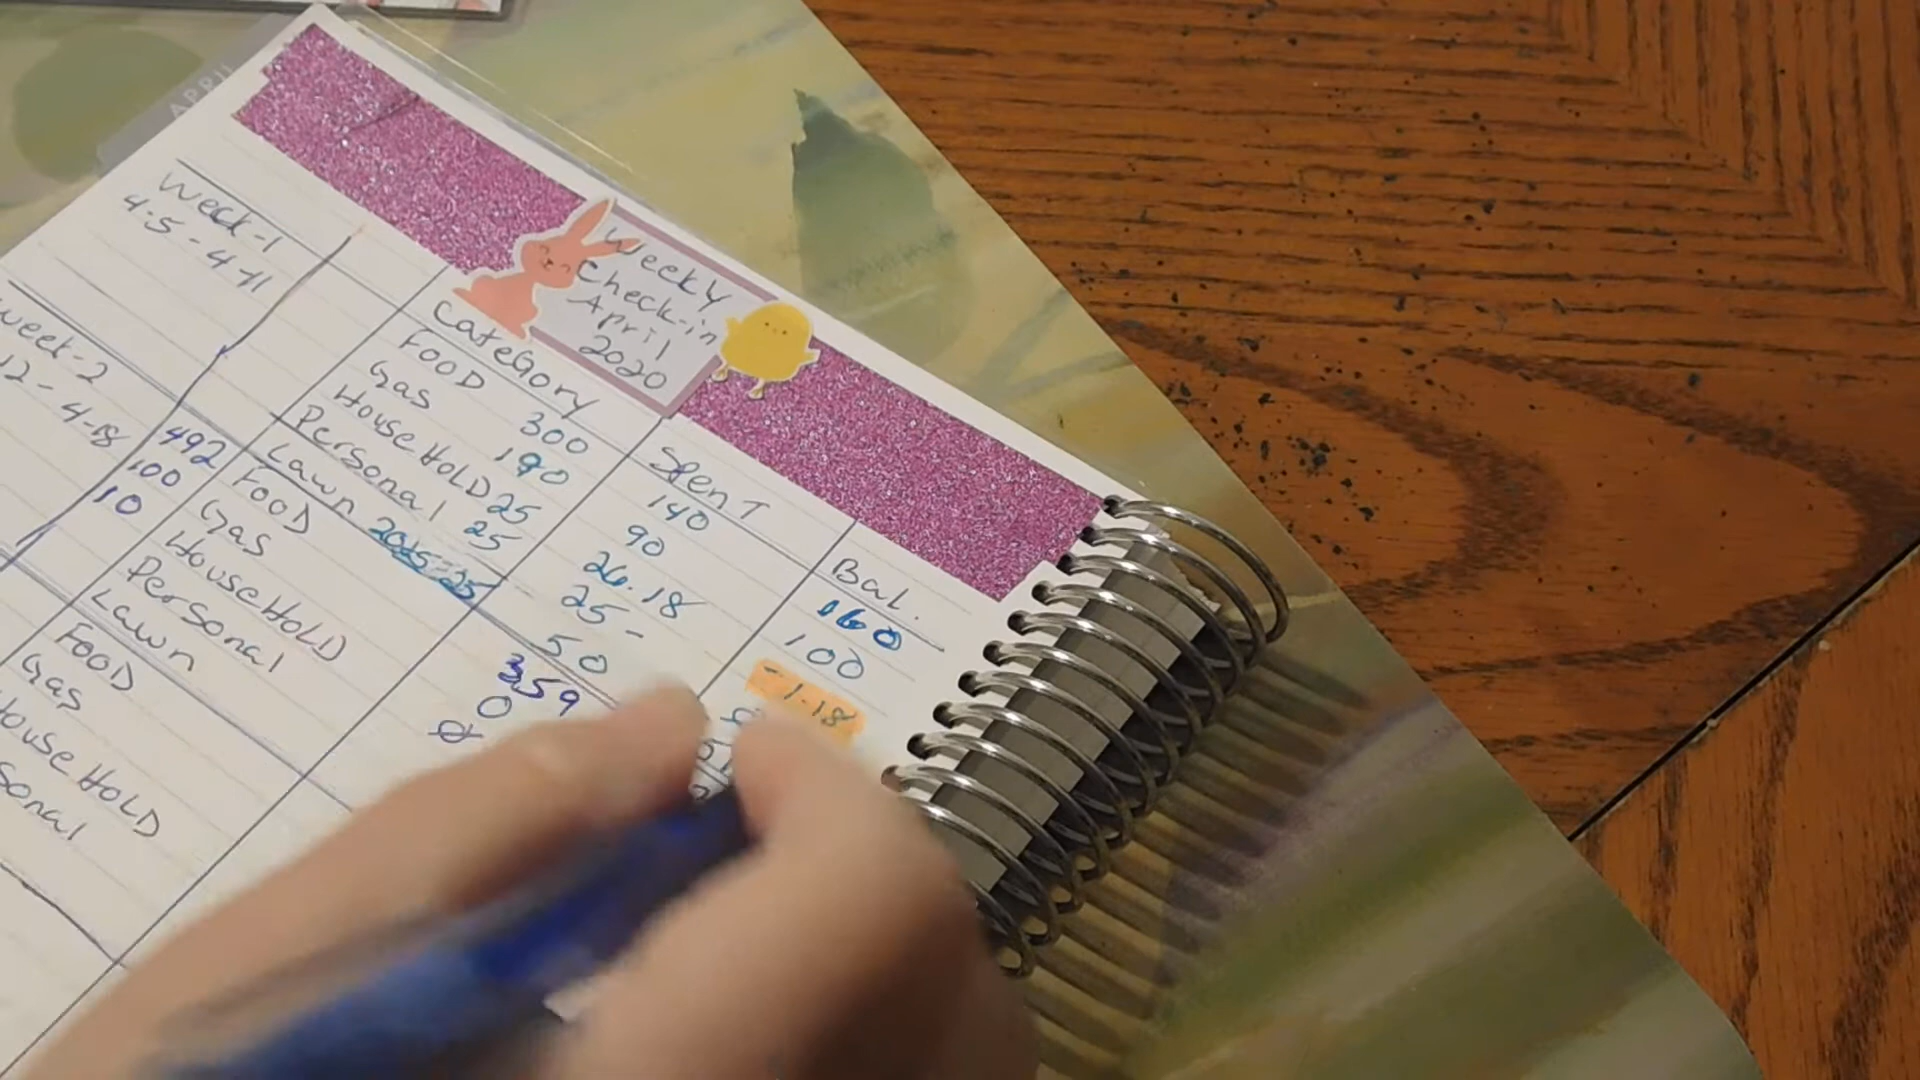 APRIL
Weekly
Check-in
April
2020
Week-1
4-5-4-11
Category
Spent
Bal.
Food 300 140 160
Gas 190 90 100
HouseHold 25 26.18 -1.18
Personal 25 25-
Lawn 50
Week-2
12-4-18
492 Food 359
100 Gas 0
10 HouseHold
Personal
Lawn
Food
Gas
HouseHold
sonal